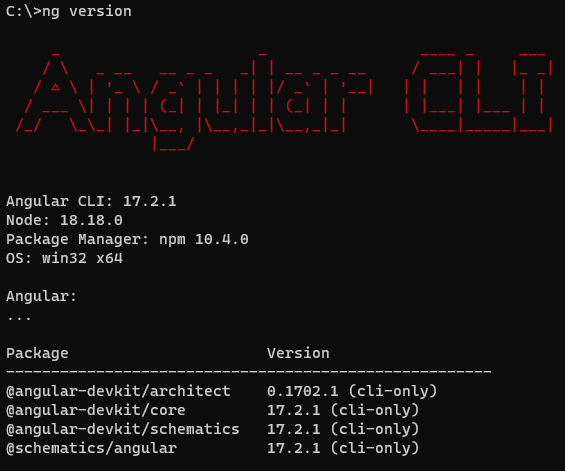 C:\>ng version
Angular CLI
Angular CLI: 17.2.1
Node: 18.18.0
Package Manager: npm 10.4.0
OS: win32 x64
Angular:
...
Package Version
------------------------------------------------------
@angular-devkit/architect 0.1702.1 (cli-only)
@angular-devkit/core 17.2.1 (cli-only)
@angular-devkit/schematics 17.2.1 (cli-only)
@schematics/angular 17.2.1 (cli-only)